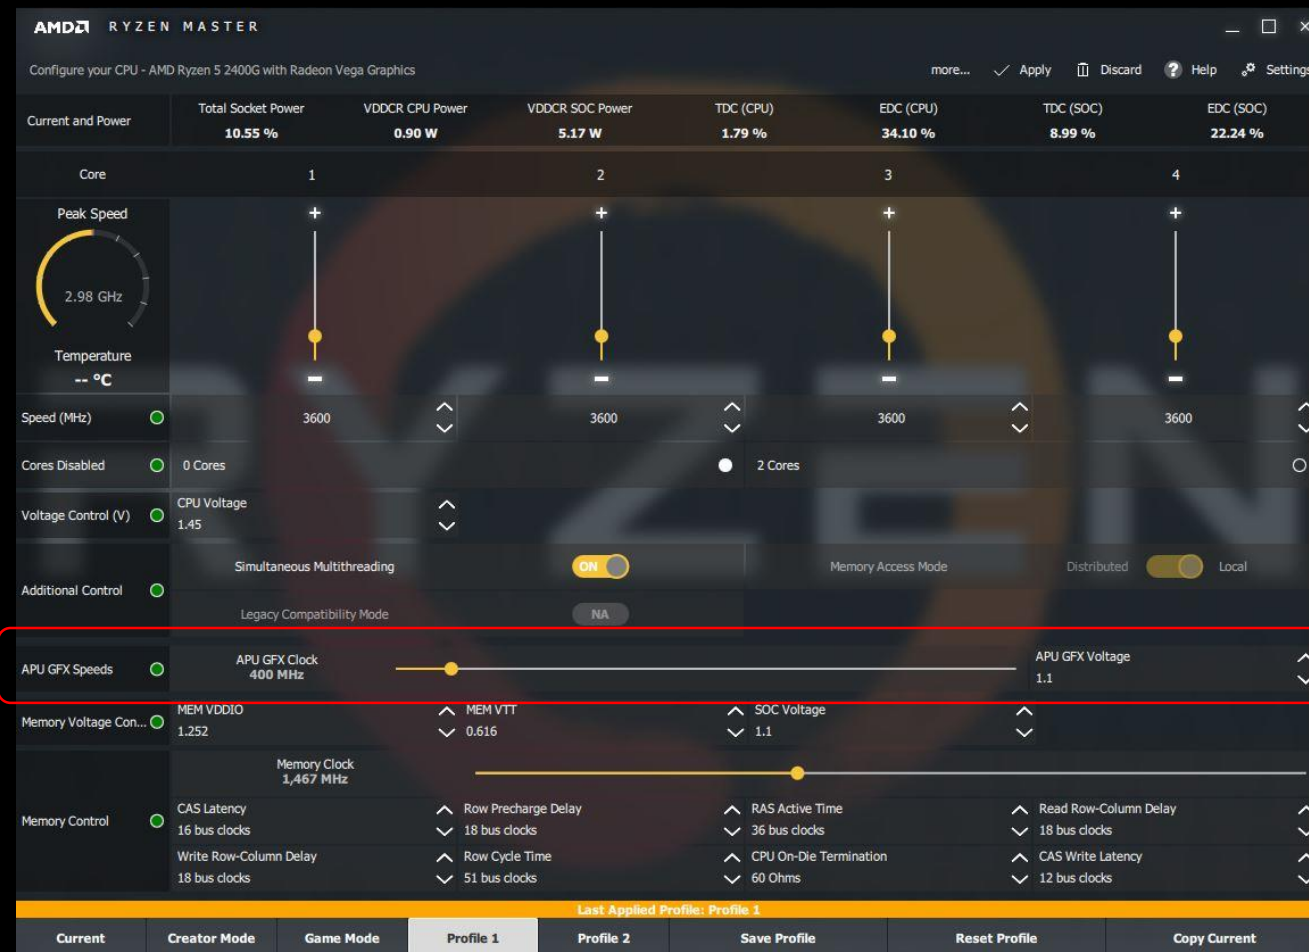 AMD RYZEN MASTER
Configure your CPU - AMD Ryzen 5 2400G with Radeon Vega Graphics
more... Apply Discard ? Help Settings
Current and Power
Total Socket Power VDDCR CPU Power VDDCR SOC Power TDC (CPU) EDC (CPU) TDC (SOC) EDC (SOC)
10.55 % 0.90 W 5.17 W 1.79 % 34.10 % 8.99 % 22.24 %
Core 1 2 3 4
Peak Speed
2.98 GHz
Temperature
-- °C
Speed (MHz) 3600 3600 3600 3600
Cores Disabled 0 Cores 2 Cores
Voltage Control (V)
CPU Voltage
1.45
Additional Control
Simultaneous Multithreading ON Memory Access Mode Distributed Local
Legacy Compatibility Mode NA
APU GFX Speeds
APU GFX Clock
400 MHz
APU GFX Voltage
1.1
Memory Voltage Con...
MEM VDDIO MEM VTT SOC Voltage
1.252 0.616 1.1
Memory Control
Memory Clock
1,467 MHz
CAS Latency Row Precharge Delay RAS Active Time Read Row-Column Delay
16 bus clocks 18 bus clocks 36 bus clocks 18 bus clocks
Write Row-Column Delay Row Cycle Time CPU On-Die Termination CAS Write Latency
18 bus clocks 51 bus clocks 60 Ohms 12 bus clocks
Last Applied Profile: Profile 1
Current Creator Mode Game Mode Profile 1 Profile 2 Save Profile Reset Profile Copy Current
RYZEN